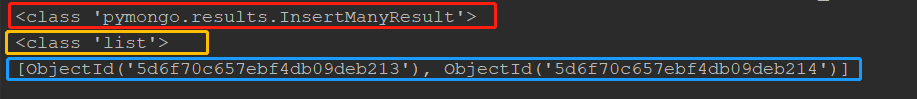 <class 'pymongo.results.InsertManyResult'>
<class 'list'>
[ObjectId('5d6f70c657ebf4db09deb213'), ObjectId('5d6f70c657ebf4db09deb214')]